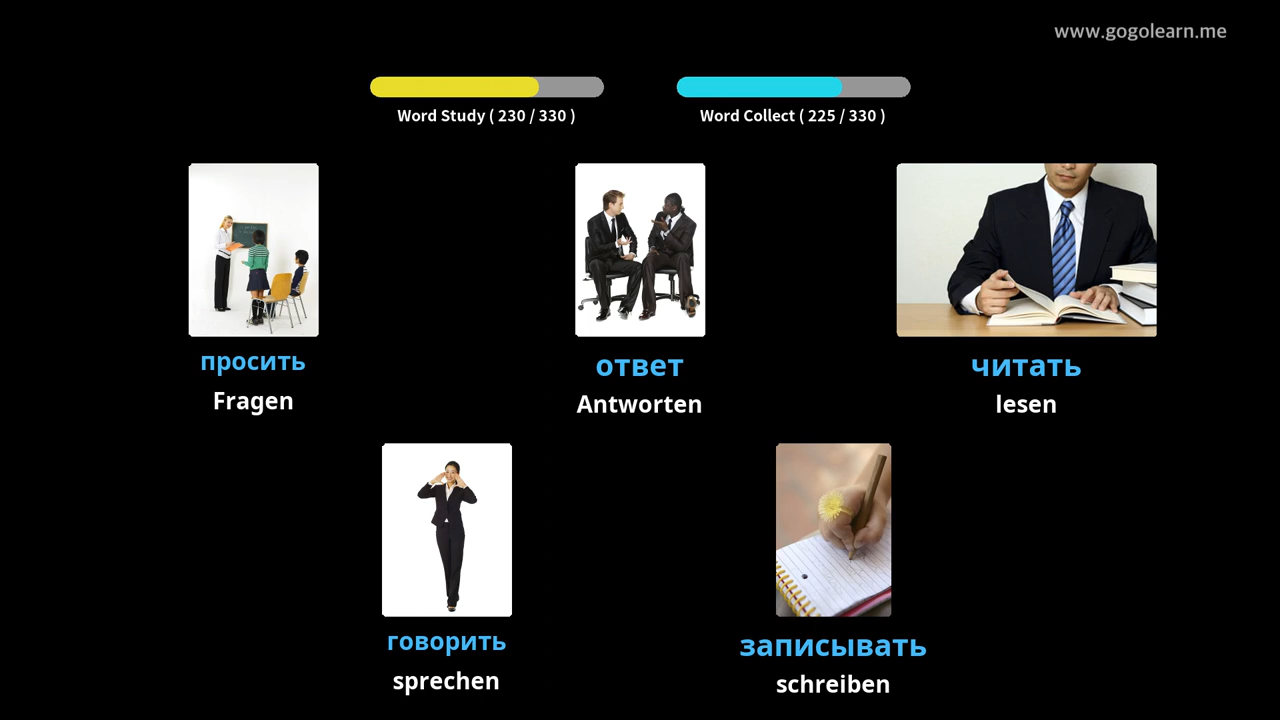 www.gogolearn.me
Word Study ( 230 / 330 )
Word Collect ( 225 / 330 )
просить
Fragen
ответ
Antworten
читать
lesen
говорить
sprechen
записывать
schreiben